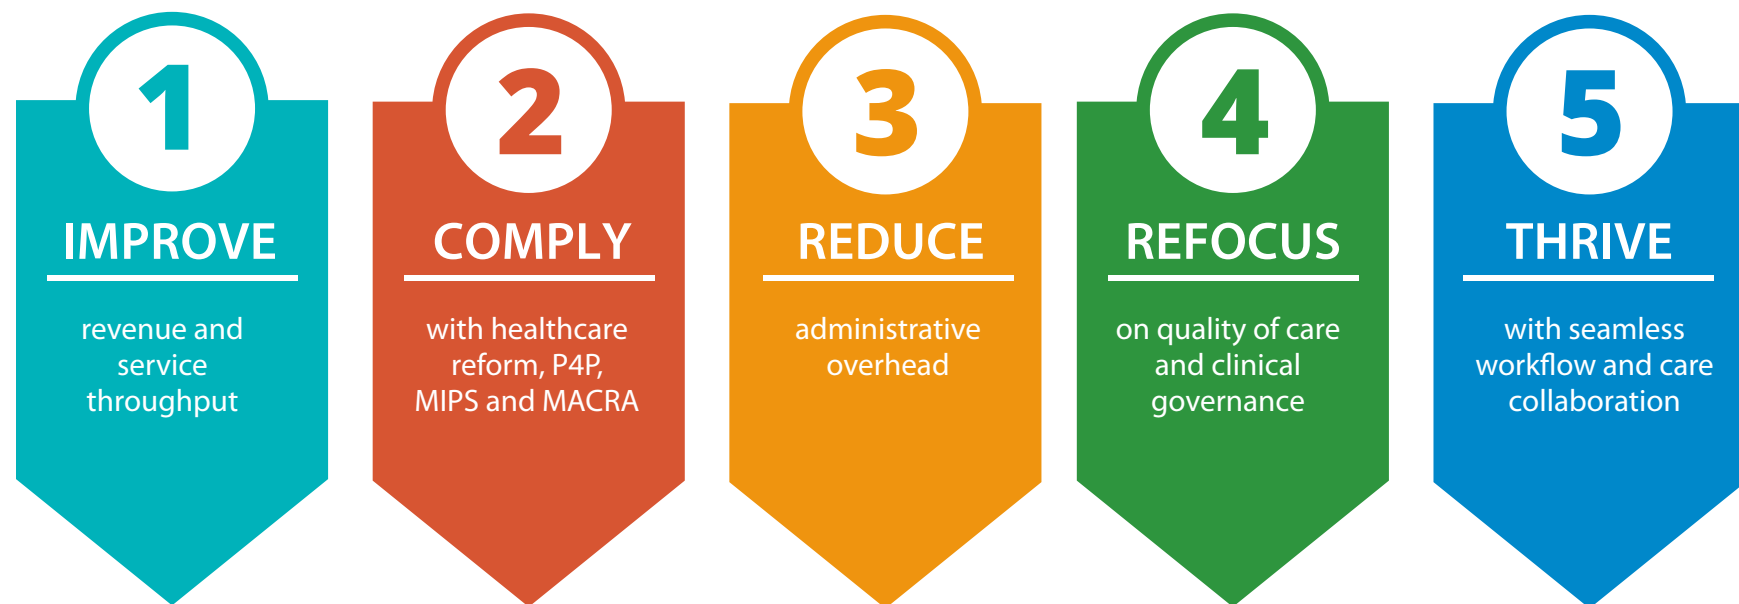 1
IMPROVE
revenue and
service
throughput
2
COMPLY
with healthcare
reform, P4P,
MIPS and MACRA
3
REDUCE
administrative
overhead
4
REFOCUS
on quality of care
and clinical
governance
5
THRIVE
with seamless
workflow and care
collaboration